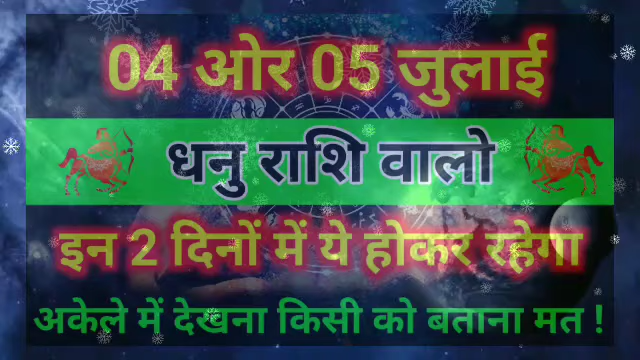 04 ओर 05 जुलाई
धनु राशि वालो
इन 2 दिनों में ये होकर रहेगा
अकेले में देखना किसी को बताना मत !